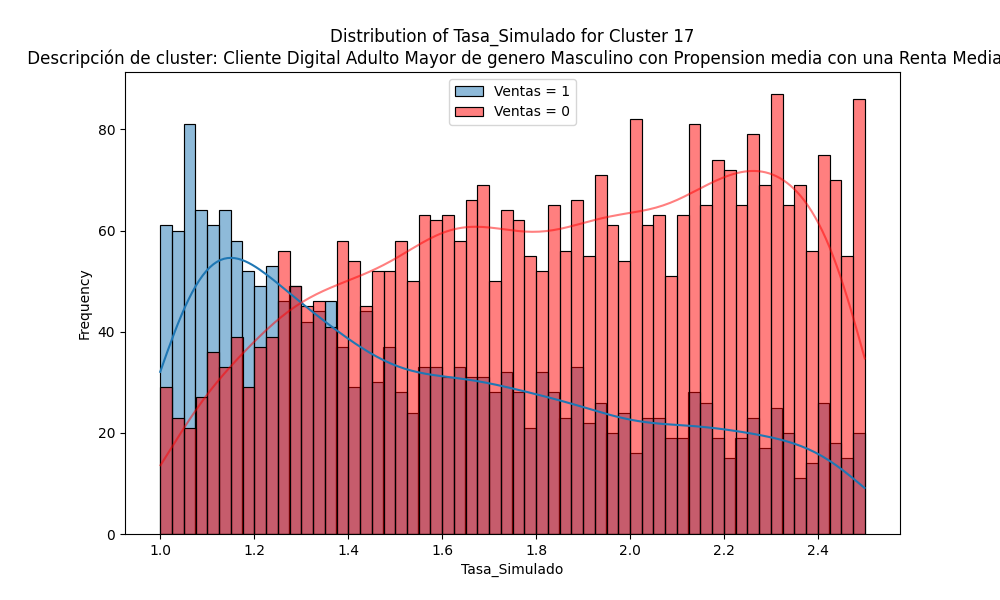 Distribution of Tasa_Simulado for Cluster 17
Descripción de cluster: Cliente Digital Adulto Mayor de genero Masculino con Propension media con una Renta Media
Ventas = 1
Ventas = 0
Frequency
80
60
40
20
0
1.0 1.2 1.4 1.6 1.8 2.0 2.2 2.4
Tasa_Simulado